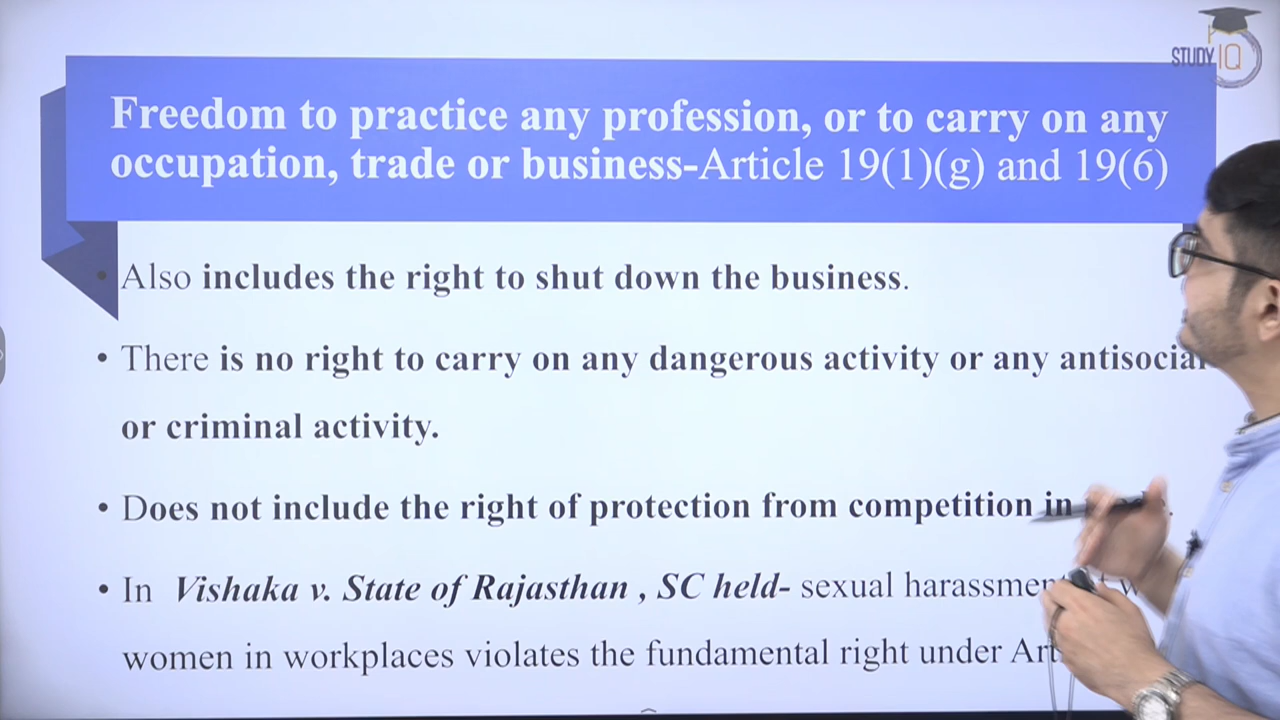 STUDY IQ
Freedom to practice any profession, or to carry on any
occupation, trade or business-Article 19(1)(g) and 19(6)
• Also includes the right to shut down the business.
• There is no right to carry on any dangerous activity or any antisocial
or criminal activity.
• Does not include the right of protection from competition in
• In Vishaka v. State of Rajasthan , SC held- sexual harassment
women in workplaces violates the fundamental right under Art